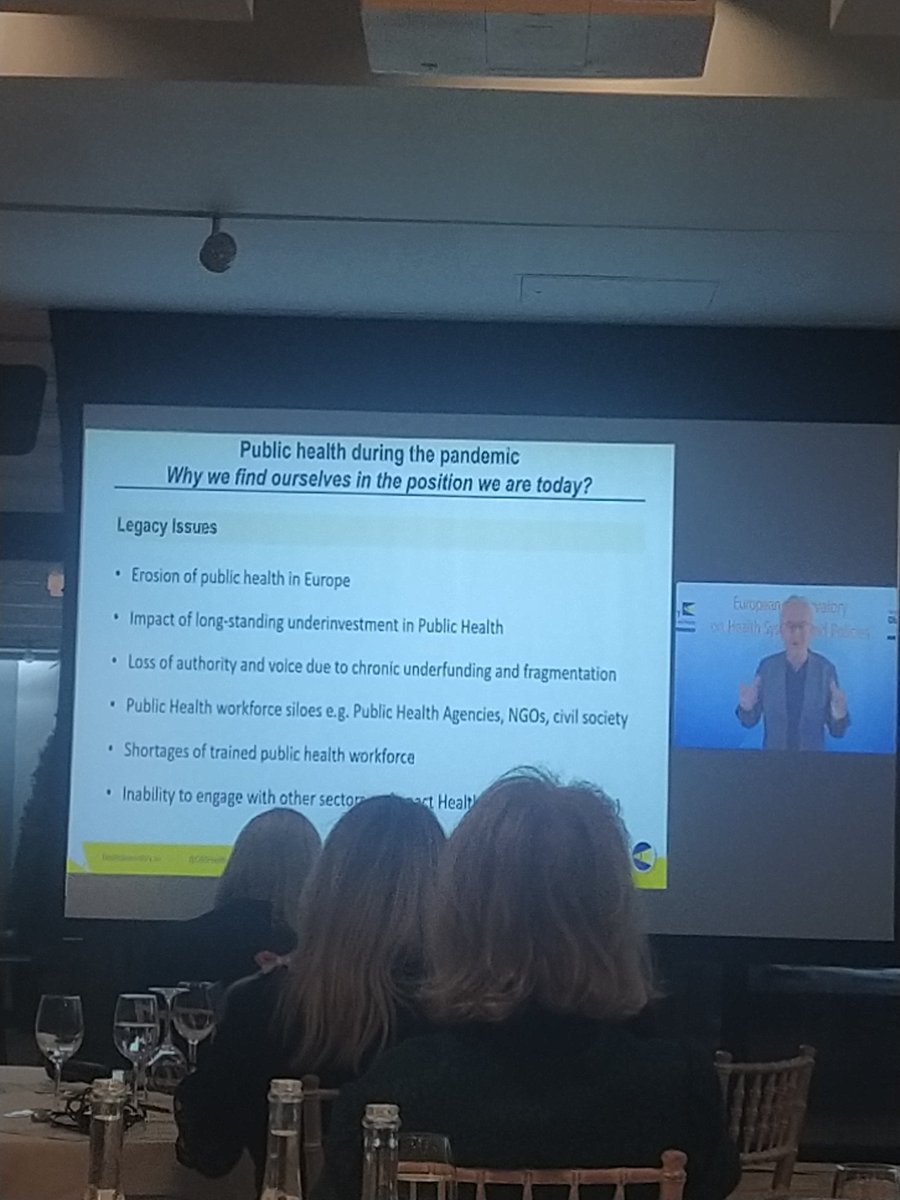 Public health during the pandemic
Why we find ourselves in the position we are today?
Legacy Issues
• Erosion of public health in Europe
• Impact of long-standing underinvestment in Public Health
• Loss of authority and voice due to chronic underfunding and fragmentation
• Public Health workforce siloes e.g. Public Health Agencies, NGOs, civil society
• Shortages of trained public health workforce
• Inability to engage with other sectors
European
on Health